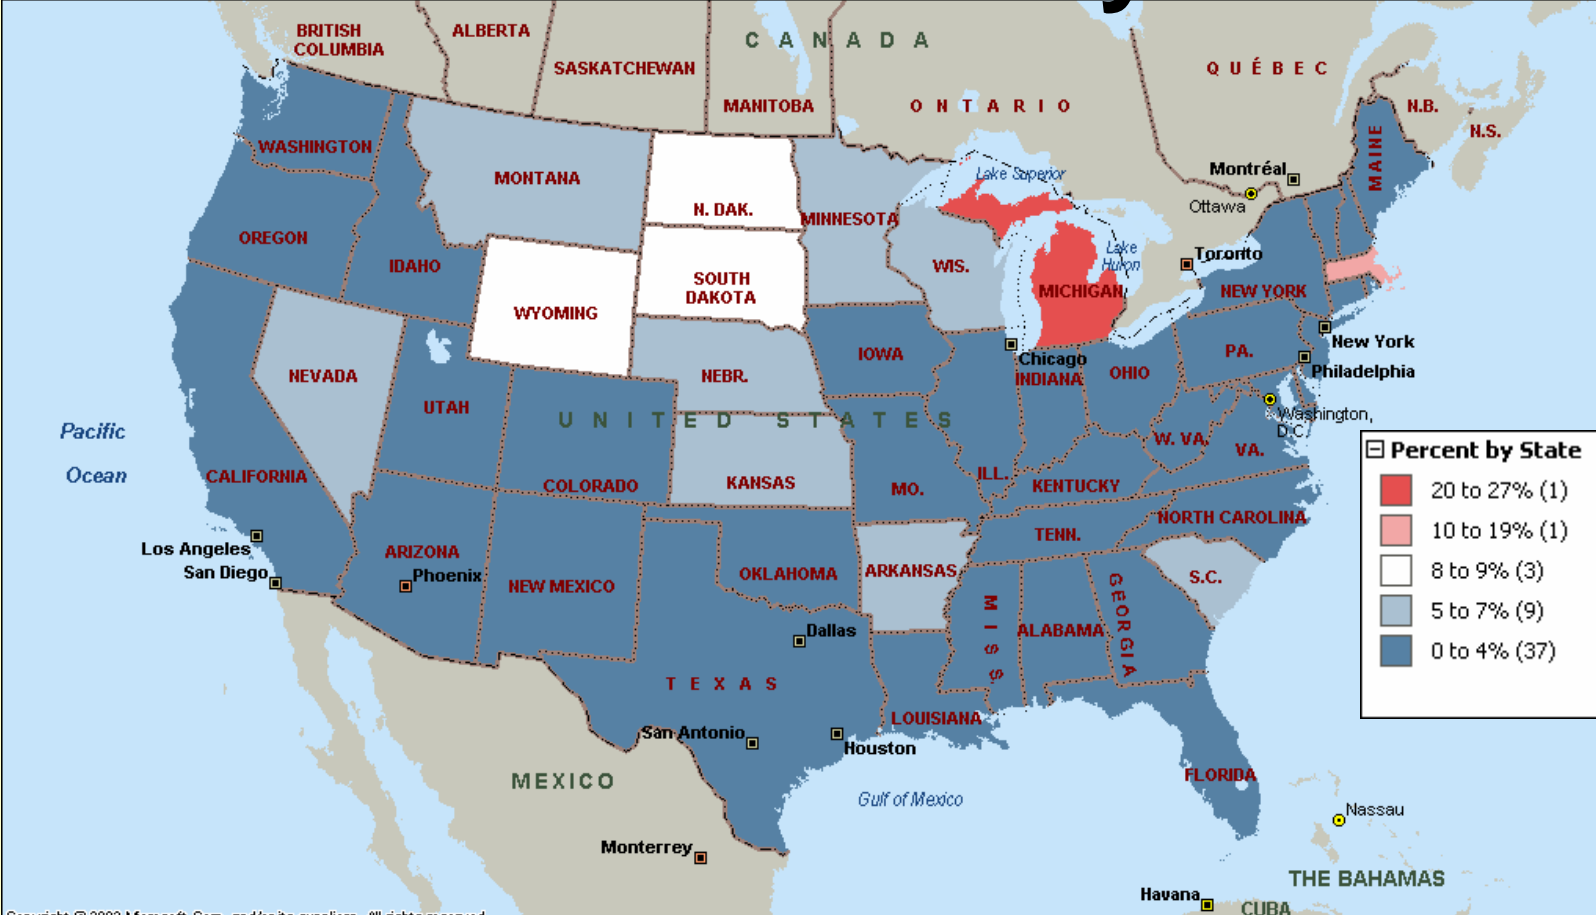 BRITISH
COLUMBIA
ALBERTA
SASKATCHEWAN
MANITOBA
CANADA
ONTARIO
QUÉBEC
N.B.
N.S.
MAINE
Montréal
Ottawa
Toronto
Lake Superior
Lake
Huron
WASHINGTON
MONTANA
N. DAK.
MINNESOTA
OREGON
IDAHO
WYOMING
SOUTH
DAKOTA
WIS.
MICHIGAN
NEW YORK
New York
Philadelphia
PA.
IOWA
Chicago
INDIANA
OHIO
NEBR.
NEVADA
UTAH
UNITED STATES
Washington,
D.C.
W. VA.
VA.
Pacific
Ocean
CALIFORNIA
COLORADO
KANSAS
MO.
ILL.
KENTUCKY
NORTH CAROLINA
TENN.
Los Angeles
San Diego
ARIZONA
Phoenix
NEW MEXICO
OKLAHOMA
ARKANSAS
S.C.
MISS
ALABAMA
GEORGIA
Dallas
TEXAS
LOUISIANA
San Antonio
Houston
FLORIDA
MEXICO
Gulf of Mexico
Nassau
Monterrey
THE BAHAMAS
Havana
CUBA
Percent by State
20 to 27% (1)
10 to 19% (1)
8 to 9% (3)
5 to 7% (9)
0 to 4% (37)